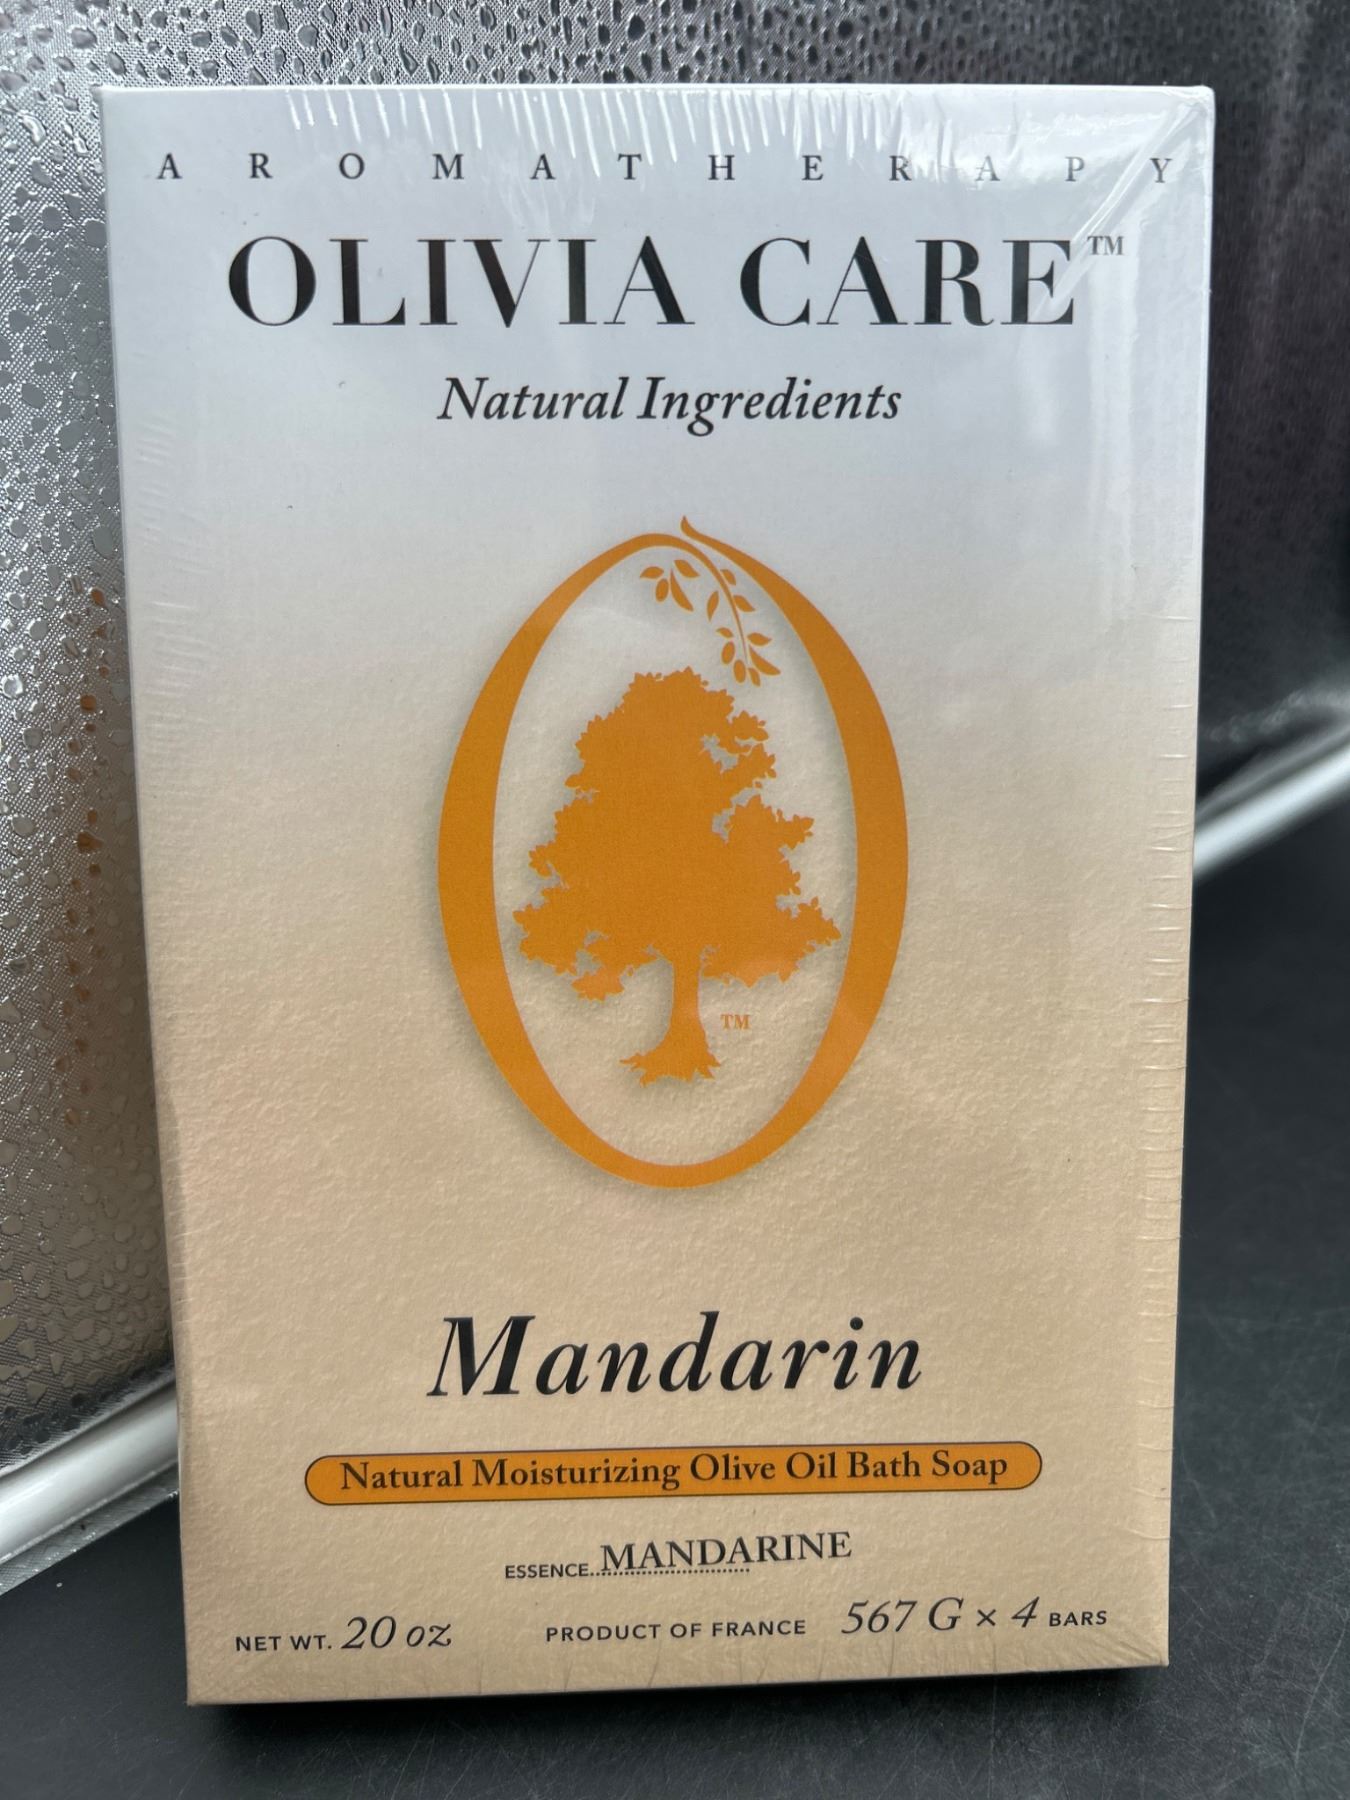 AROMATHERAPY
OLIVIA CARE™
Natural Ingredients
TM
Mandarin
Natural Moisturizing Olive Oil Bath Soap
ESSENCE..MANDARINE
NET WT. 20 oz PRODUCT OF FRANCE 567 G × 4 BARS